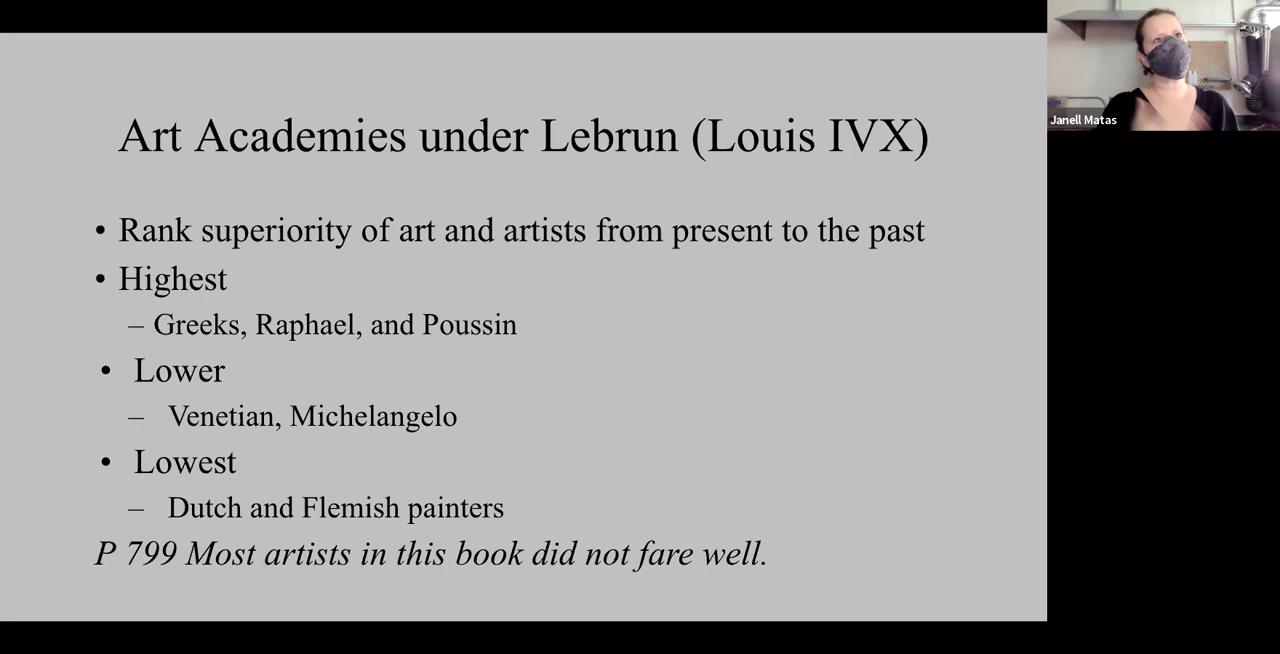 Art Academies under Lebrun (Louis IVX)
• Rank superiority of art and artists from present to the past
• Highest
– Greeks, Raphael, and Poussin
• Lower
– Venetian, Michelangelo
• Lowest
– Dutch and Flemish painters
P 799 Most artists in this book did not fare well.
Janell Matas